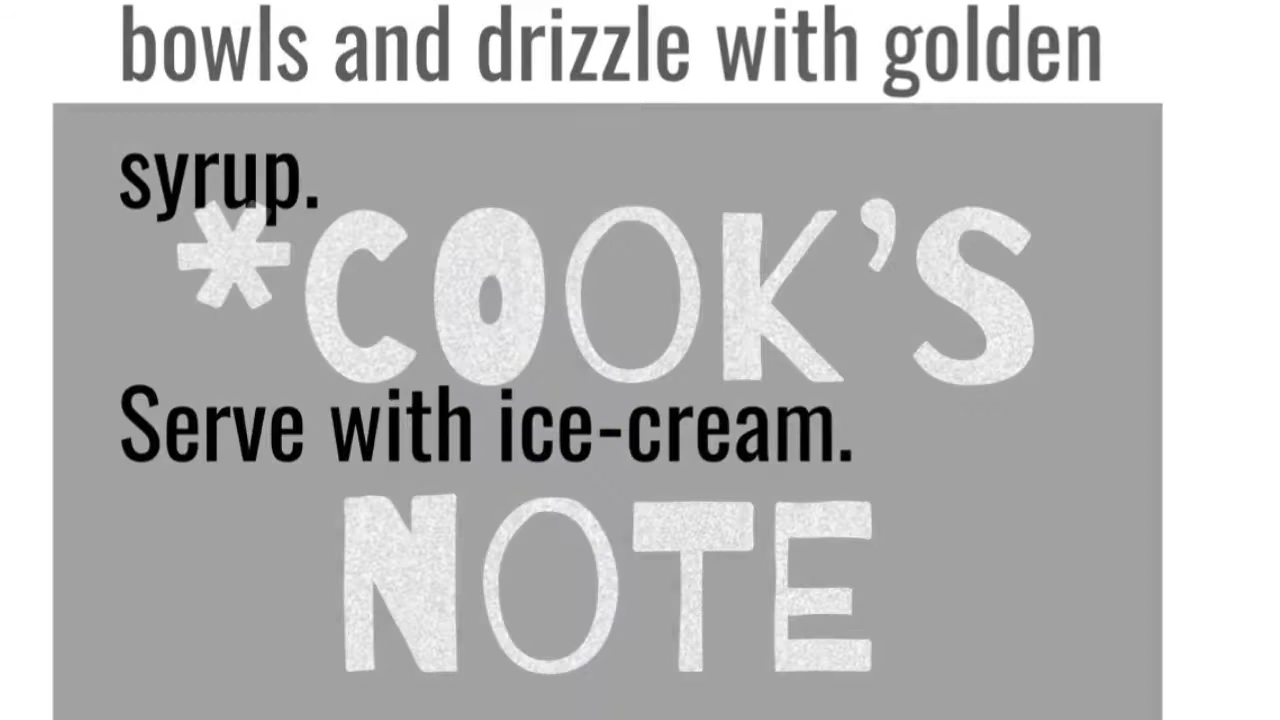 bowls and drizzle with golden
syrup.
*COOK'S
Serve with ice-cream.
NOTE